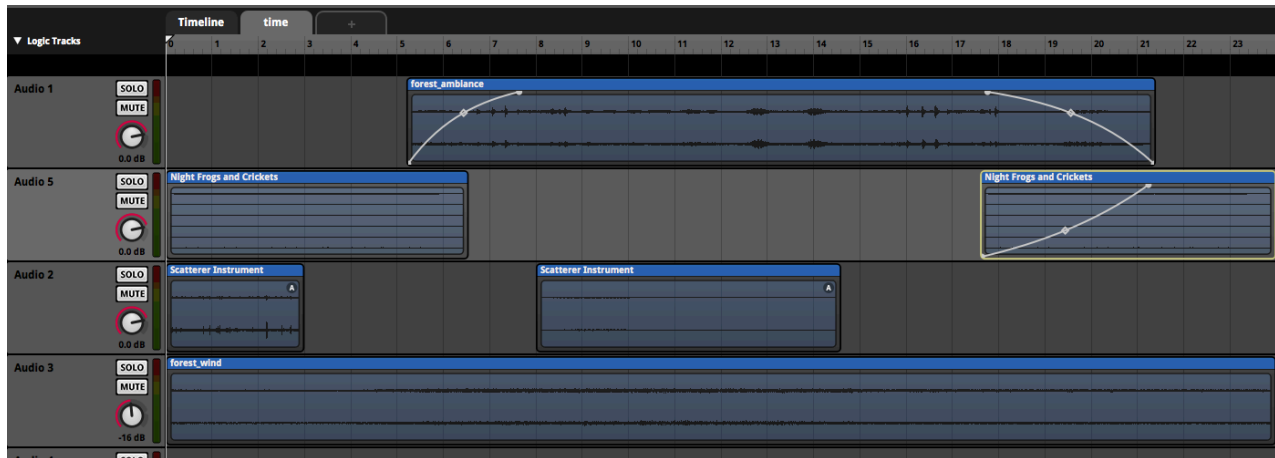 Timeline time +
▼ Logic Tracks
0 1 2 3 4 5 6 7 8 9 10 11 12 13 14 15 16 17 18 19 20 21 22 23
Audio 1 SOLO forest_ambiance
MUTE
0.0 dB
Audio 5 SOLO Night Frogs and Crickets Night Frogs and Crickets
MUTE
0.0 dB
Audio 2 SOLO Scatterer Instrument Scatterer Instrument
MUTE A A
0.0 dB
Audio 3 SOLO forest_wind
MUTE
-16 dB